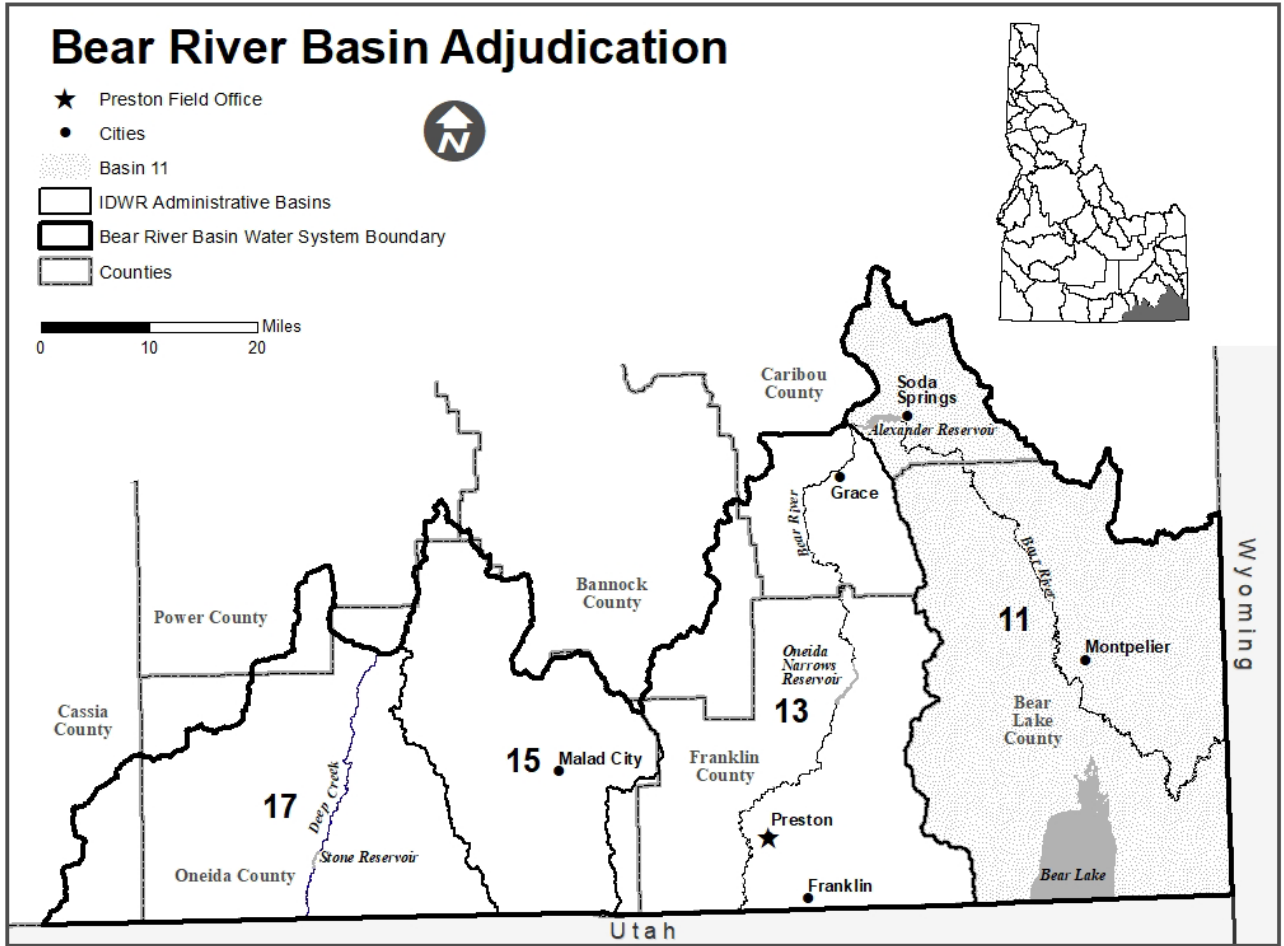 Bear River Basin Adjudication
Preston Field Office
Cities
Basin 11
IDWR Administrative Basins
Bear River Basin Water System Boundary
Counties
Miles
0 10 20
N
Caribou
County
Soda
Springs
Alexander Reservoir
Grace
Bear River
Bear River
Bannock
County
Power County
11
Montpelier
Oneida
Narrows
Reservoir
13
Bear
Lake
County
Cassia
County
15
Malad City
Franklin
County
17
Deep Creek
Preston
Stone Reservoir
Oneida County
Franklin
Bear Lake
Wyoming
Utah